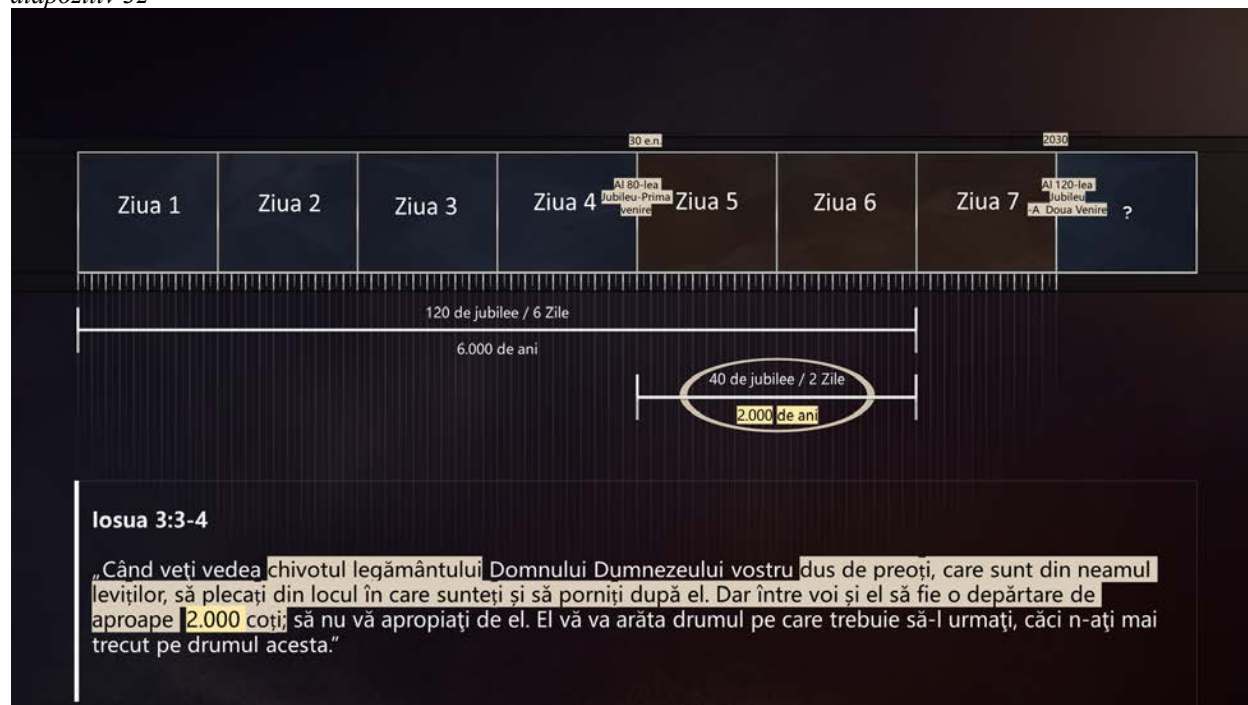 diapozitiv 32
30 e.n.
2030
Ziua 1
Ziua 2
Ziua 3
Ziua 4
Al 80-lea
Jubileu-Prima
venire
Ziua 5
Ziua 6
Ziua 7
Al 120-lea
Jubileu
-A Doua Venire
?
120 de jubilee / 6 Zile
6.000 de ani
40 de jubilee / 2 Zile
2.000 de ani
Iosua 3:3-4
„Când veți vedea chivotul legământului Domnului Dumnezeului vostru dus de preoți, care sunt din neamul
leviților, să plecați din locul în care sunteți și să porniți după el. Dar între voi și el să fie o depărtare de
aproape 2.000 coți; să nu vă apropiaţi de el. El vă va arăta drumul pe care trebuie să-l urmaţi, căci n-aţi mai
trecut pe drumul acesta.”